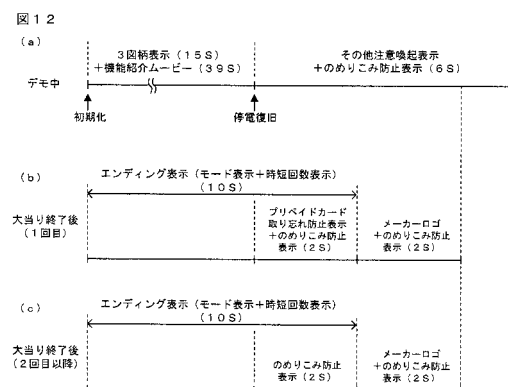 図１２
（a）
３図柄表示（１５S）
＋機能紹介ムービー（３９S）
その他注意喚起表示
＋のめりこみ防止表示（６S）
デモ中
初期化
停電復旧
（b）
エンディング表示（モード表示＋時短回数表示）
（１０S）
大当り終了後
（１回目）
プリペイドカード
取り忘れ防止表示
＋のめりこみ防止
表示（２S）
メーカーロゴ
＋のめりこみ防止
表示（２S）
（c）
エンディング表示（モード表示＋時短回数表示）
（１０S）
大当り終了後
（２回目以降）
のめりこみ防止
表示（２S）
メーカーロゴ
＋のめりこみ防止
表示（２S）